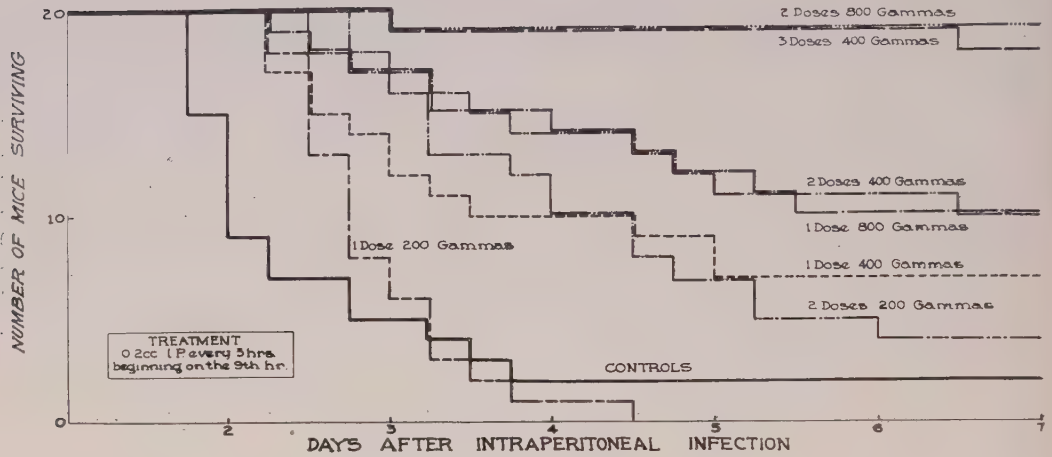 20
2 Doses 800 Gammas
3 Doses 400 Gammas
NUMBER OF MICE SURVIVING
2 Doses 400 Gammas
10
1 Dose 800 Gammas
1 Dose 200 Gammas
1 Dose 400 Gammas
2 Doses 200 Gammas
TREATMENT
0 2cc I P. every 3hrs
beginning on the 9th hr.
CONTROLS
0
2 3 4 5 6 7
DAYS AFTER INTRAPERITONEAL INFECTION